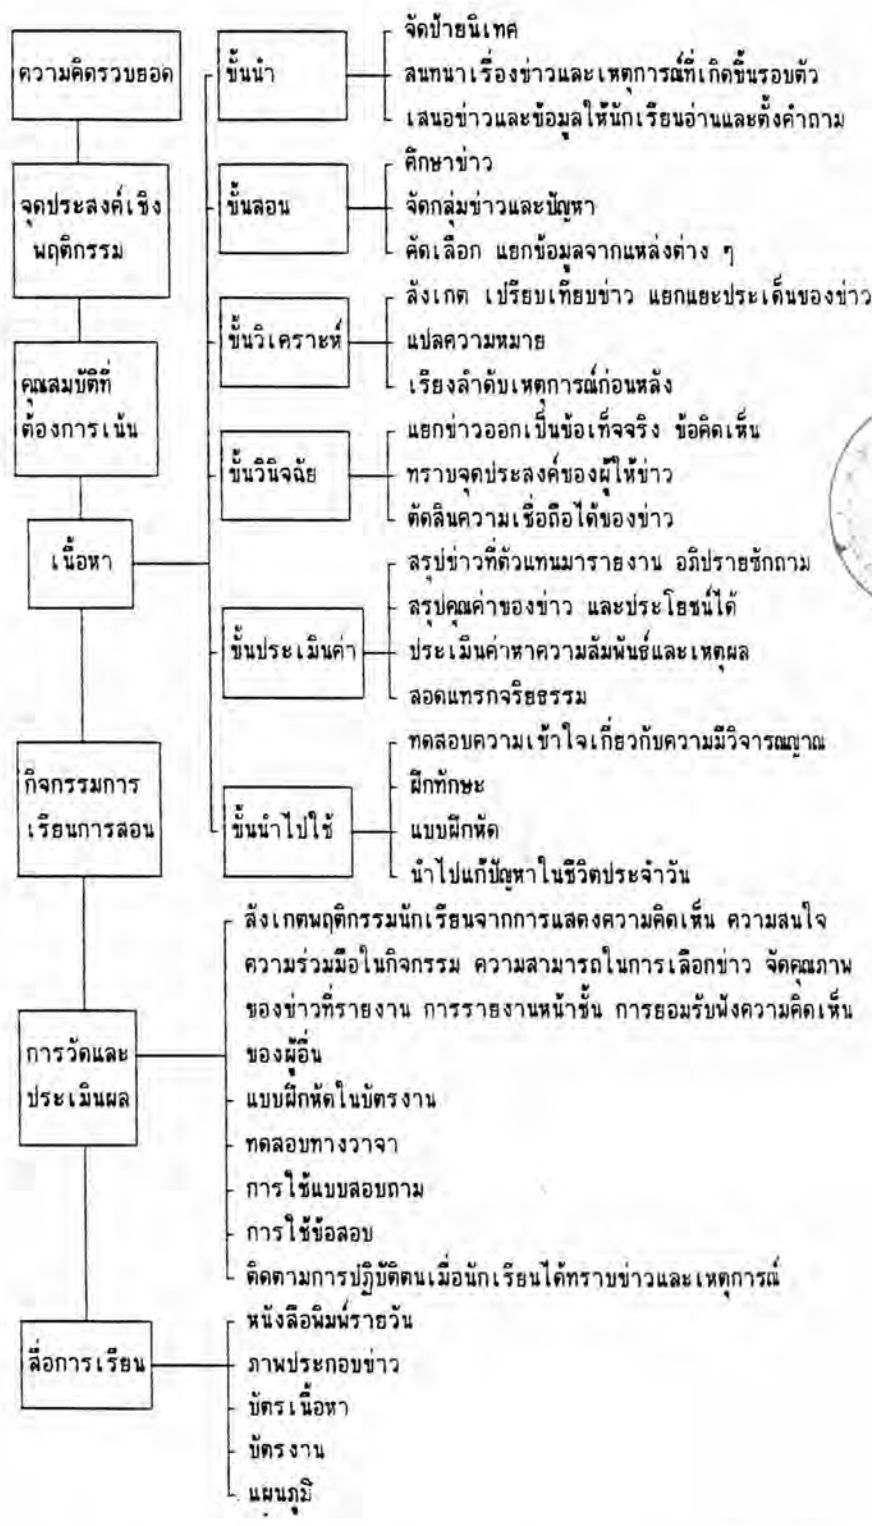 ความคิดรวบยอด
จุดประสงค์เชิง
พฤติกรรม
คุณสมบัติที่
ต้องการเน้น
เนื้อหา
ขั้นนำ
จัดป้ายนิเทศ
สนทนาเรื่องข่าวและเหตุการณ์ที่เกิดขึ้นรอบตัว
เสนอข่าวและข้อมูลให้นักเรียนอ่านและตั้งคำถาม
ขั้นสอน
ศึกษาข่าว
จัดกลุ่มข่าวและปัญหา
คัดเลือก แยกข้อมูลจากแหล่งต่าง ๆ
ขั้นวิเคราะห์
สังเกต เปรียบเทียบข่าว แยกแยะประเด็นของข่าว
แปลความหมาย
เรียงลำดับเหตุการณ์ก่อนหลัง
ขั้นวินิจฉัย
แยกข่าวออกเป็นข้อเท็จจริง ข้อคิดเห็น
ทราบจุดประสงค์ของผู้ให้ข่าว
ตัดสินความเชื่อถือได้ของข่าว
ขั้นประเมินค่า
สรุปข่าวที่ตัวแทนมารายงาน อภิปรายซักถาม
สรุปคุณค่าของข่าว และประโยชน์ได้
ประเมินค่าหาความสัมพันธ์และเหตุผล
สอดแทรกจริยธรรม
ขั้นนำไปใช้
ทดสอบความเข้าใจเกี่ยวกับความมีวิจารณญาณ
ฝึกทักษะ
แบบฝึกหัด
นำไปแก้ปัญหาในชีวิตประจำวัน
กิจกรรมการ
เรียนการสอน
การวัดและ
ประเมินผล
สังเกตพฤติกรรมนักเรียนจากการแสดงความคิดเห็น ความสนใจ
ความร่วมมือในกิจกรรม ความสามารถในการเลือกข่าว จัดคุณภาพ
ของข่าวที่รายงาน การรายงานหน้าชั้น การยอมรับฟังความคิดเห็น
ของผู้อื่น
แบบฝึกหัดในบัตรงาน
ทดสอบทางวาจา
การใช้แบบสอบถาม
การใช้ข้อสอบ
ติดตามการปฏิบัติตนเมื่อนักเรียนได้ทราบข่าวและเหตุการณ์
สื่อการเรียน
หนังสือพิมพ์รายวัน
ภาพประกอบข่าว
บัตรเนื้อหา
บัตรงาน
แผนภูมิ